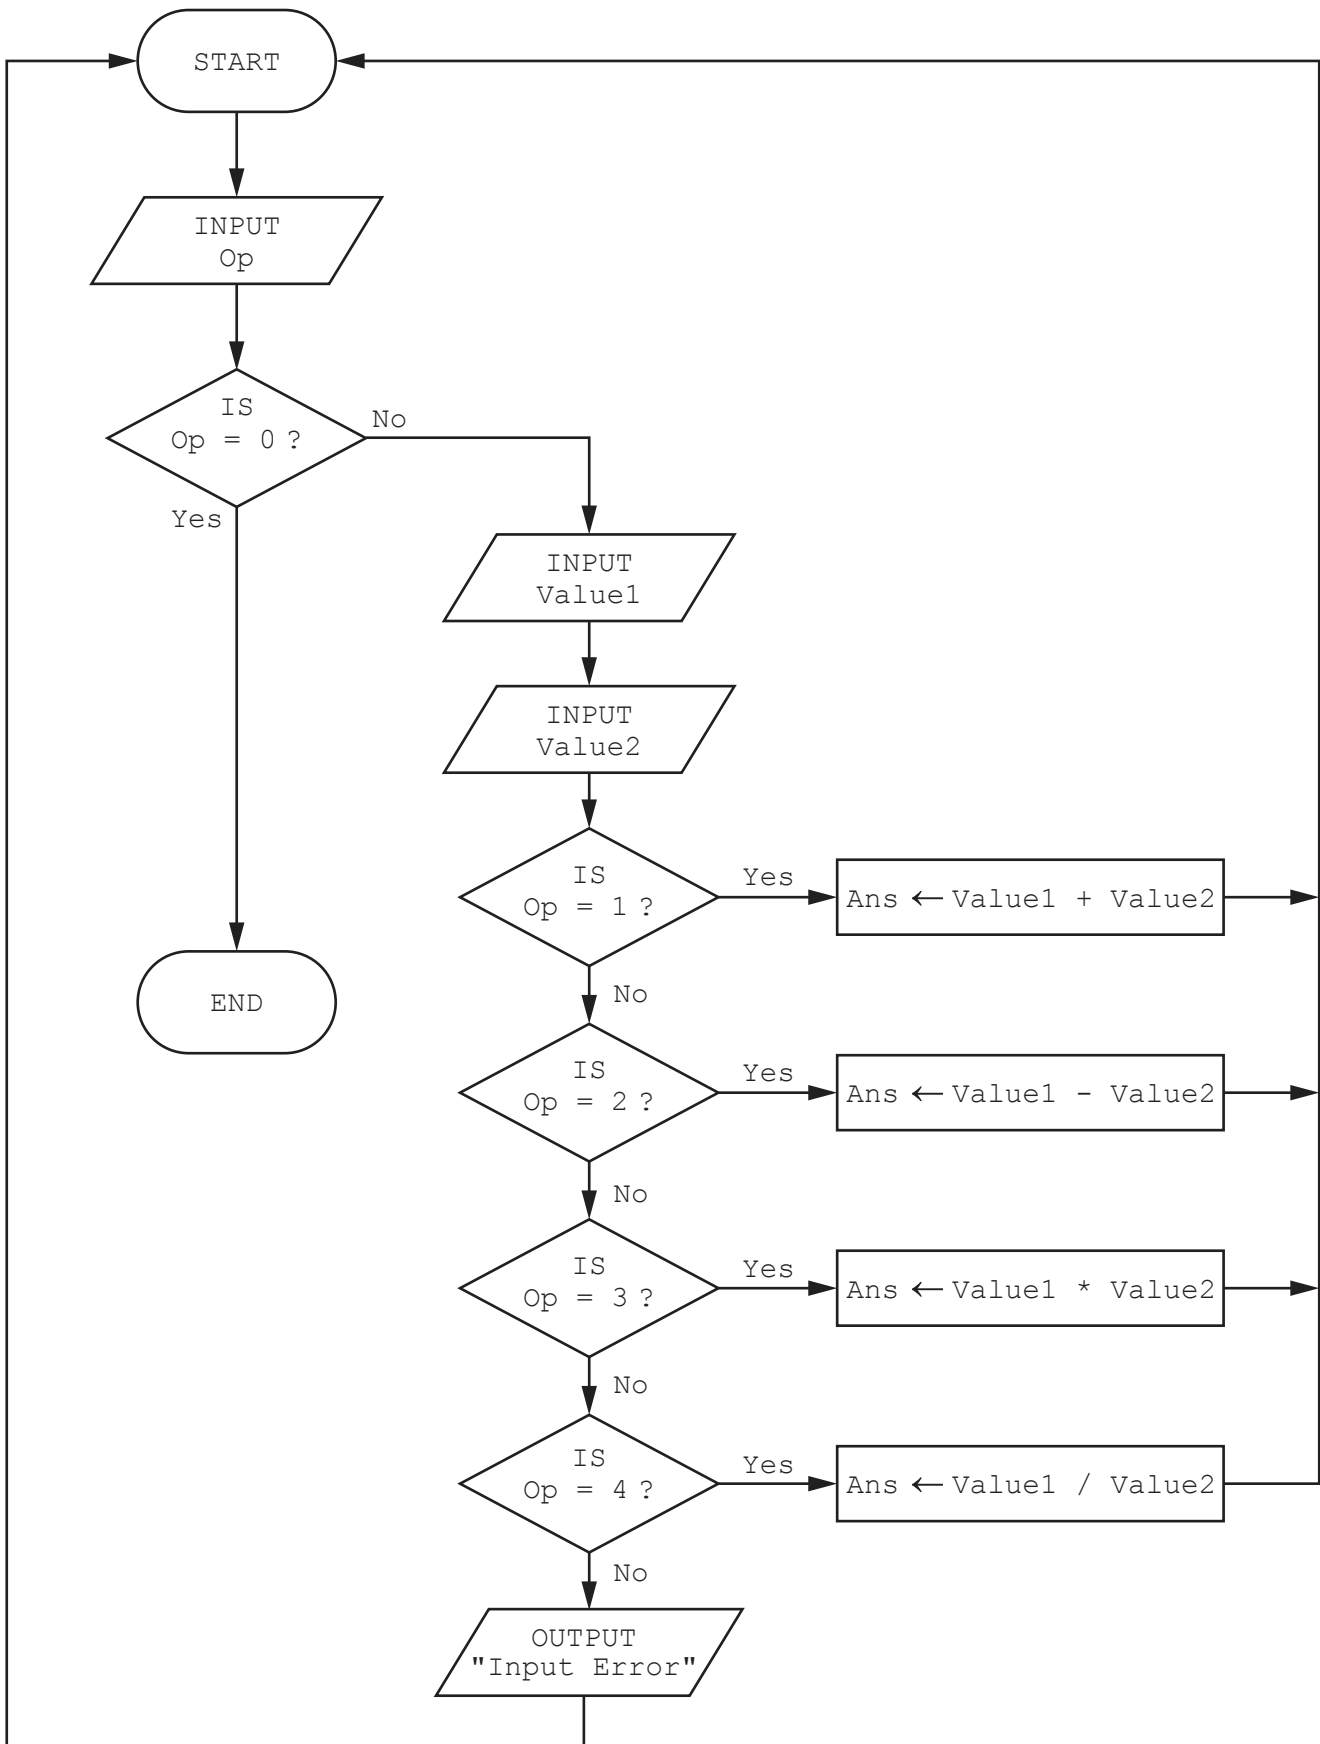 START
INPUT
Op
IS
Op = 0 ?
No
Yes
INPUT
Value1
INPUT
Value2
IS
Op = 1 ?
Yes
Ans ← Value1 + Value2
No
END
IS
Op = 2 ?
Yes
Ans ← Value1 - Value2
No
IS
Op = 3 ?
Yes
Ans ← Value1 * Value2
No
IS
Op = 4 ?
Yes
Ans ← Value1 / Value2
No
OUTPUT
"Input Error"